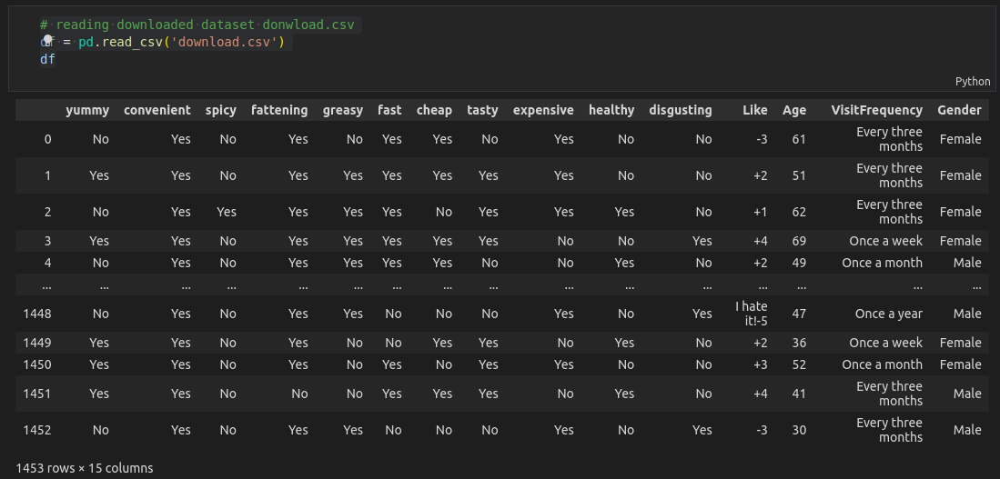 # reading downloaded dataset donwload.csv
df = pd.read_csv('download.csv')
df
Python
yummy convenient spicy fattening greasy fast cheap tasty expensive healthy disgusting Like Age VisitFrequency Gender
0 No Yes No Yes No Yes Yes No Yes No No -3 61 Every three months Female
1 Yes Yes No Yes Yes Yes Yes Yes Yes No No +2 51 Every three months Female
2 No Yes Yes Yes Yes Yes No Yes Yes Yes No +1 62 Every three months Female
3 Yes Yes No Yes Yes Yes Yes Yes No No Yes +4 69 Once a week Female
4 No Yes No Yes Yes Yes Yes No No Yes No +2 49 Once a month Male
... ... ... ... ... ... ... ... ... ... ... ... ... ... ... ...
1448 No Yes No Yes Yes No No No Yes No Yes I hate it!-5 47 Once a year Male
1449 Yes Yes No Yes No No Yes Yes No Yes No +2 36 Once a week Female
1450 Yes Yes No Yes No Yes No Yes Yes No No +3 52 Once a month Female
1451 Yes Yes No No No Yes Yes Yes No Yes No +4 41 Every three months Male
1452 No Yes No Yes Yes No No No Yes No Yes -3 30 Every three months Male
1453 rows × 15 columns